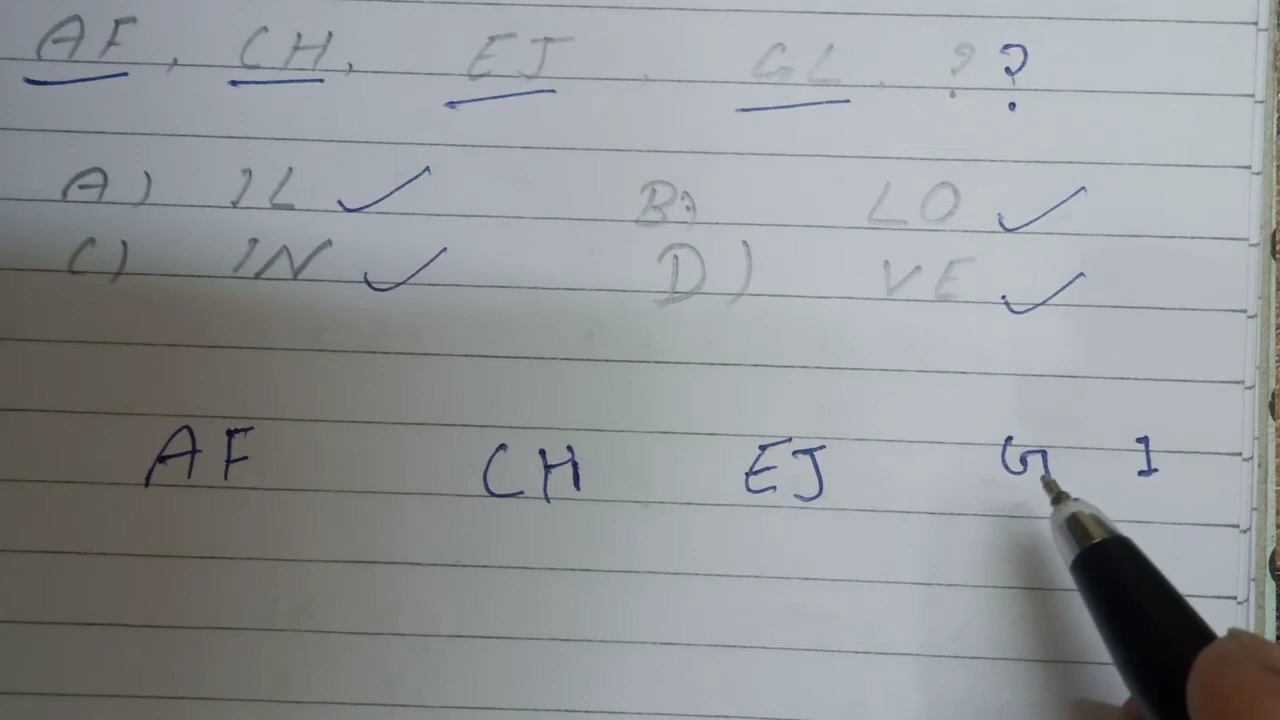 AF, CH, EJ, GL, ? ?
A) IL ✓ B) LO ✓
C) IN ✓ D) VE ✓
AF CH EJ G I